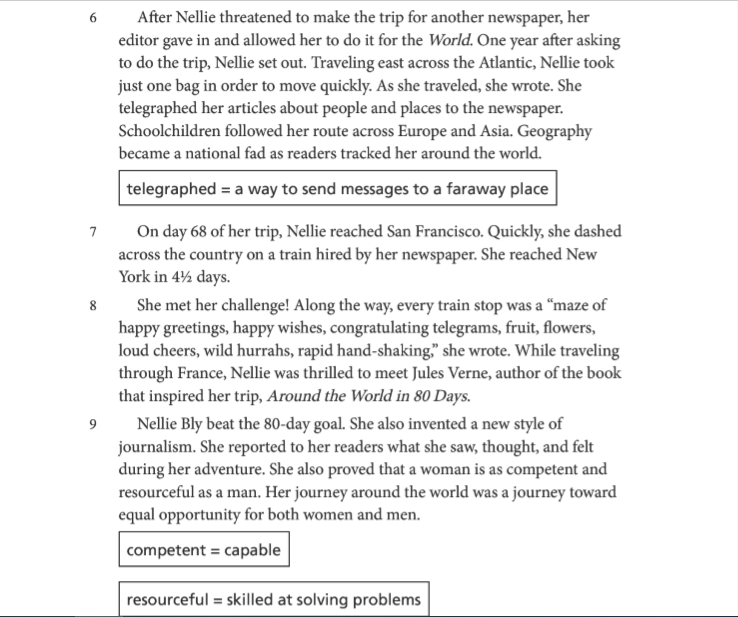 6 After Nellie threatened to make the trip for another newspaper, her
editor gave in and allowed her to do it for the World. One year after asking
to do the trip, Nellie set out. Traveling east across the Atlantic, Nellie took
just one bag in order to move quickly. As she traveled, she wrote. She
telegraphed her articles about people and places to the newspaper.
Schoolchildren followed her route across Europe and Asia. Geography
became a national fad as readers tracked her around the world.
telegraphed = a way to send messages to a faraway place
7 On day 68 of her trip, Nellie reached San Francisco. Quickly, she dashed
across the country on a train hired by her newspaper. She reached New
York in 4½ days.
8 She met her challenge! Along the way, every train stop was a “maze of
happy greetings, happy wishes, congratulating telegrams, fruit, flowers,
loud cheers, wild hurrahs, rapid hand-shaking,” she wrote. While traveling
through France, Nellie was thrilled to meet Jules Verne, author of the book
that inspired her trip, Around the World in 80 Days.
9 Nellie Bly beat the 80-day goal. She also invented a new style of
journalism. She reported to her readers what she saw, thought, and felt
during her adventure. She also proved that a woman is as competent and
resourceful as a man. Her journey around the world was a journey toward
equal opportunity for both women and men.
competent = capable
resourceful = skilled at solving problems